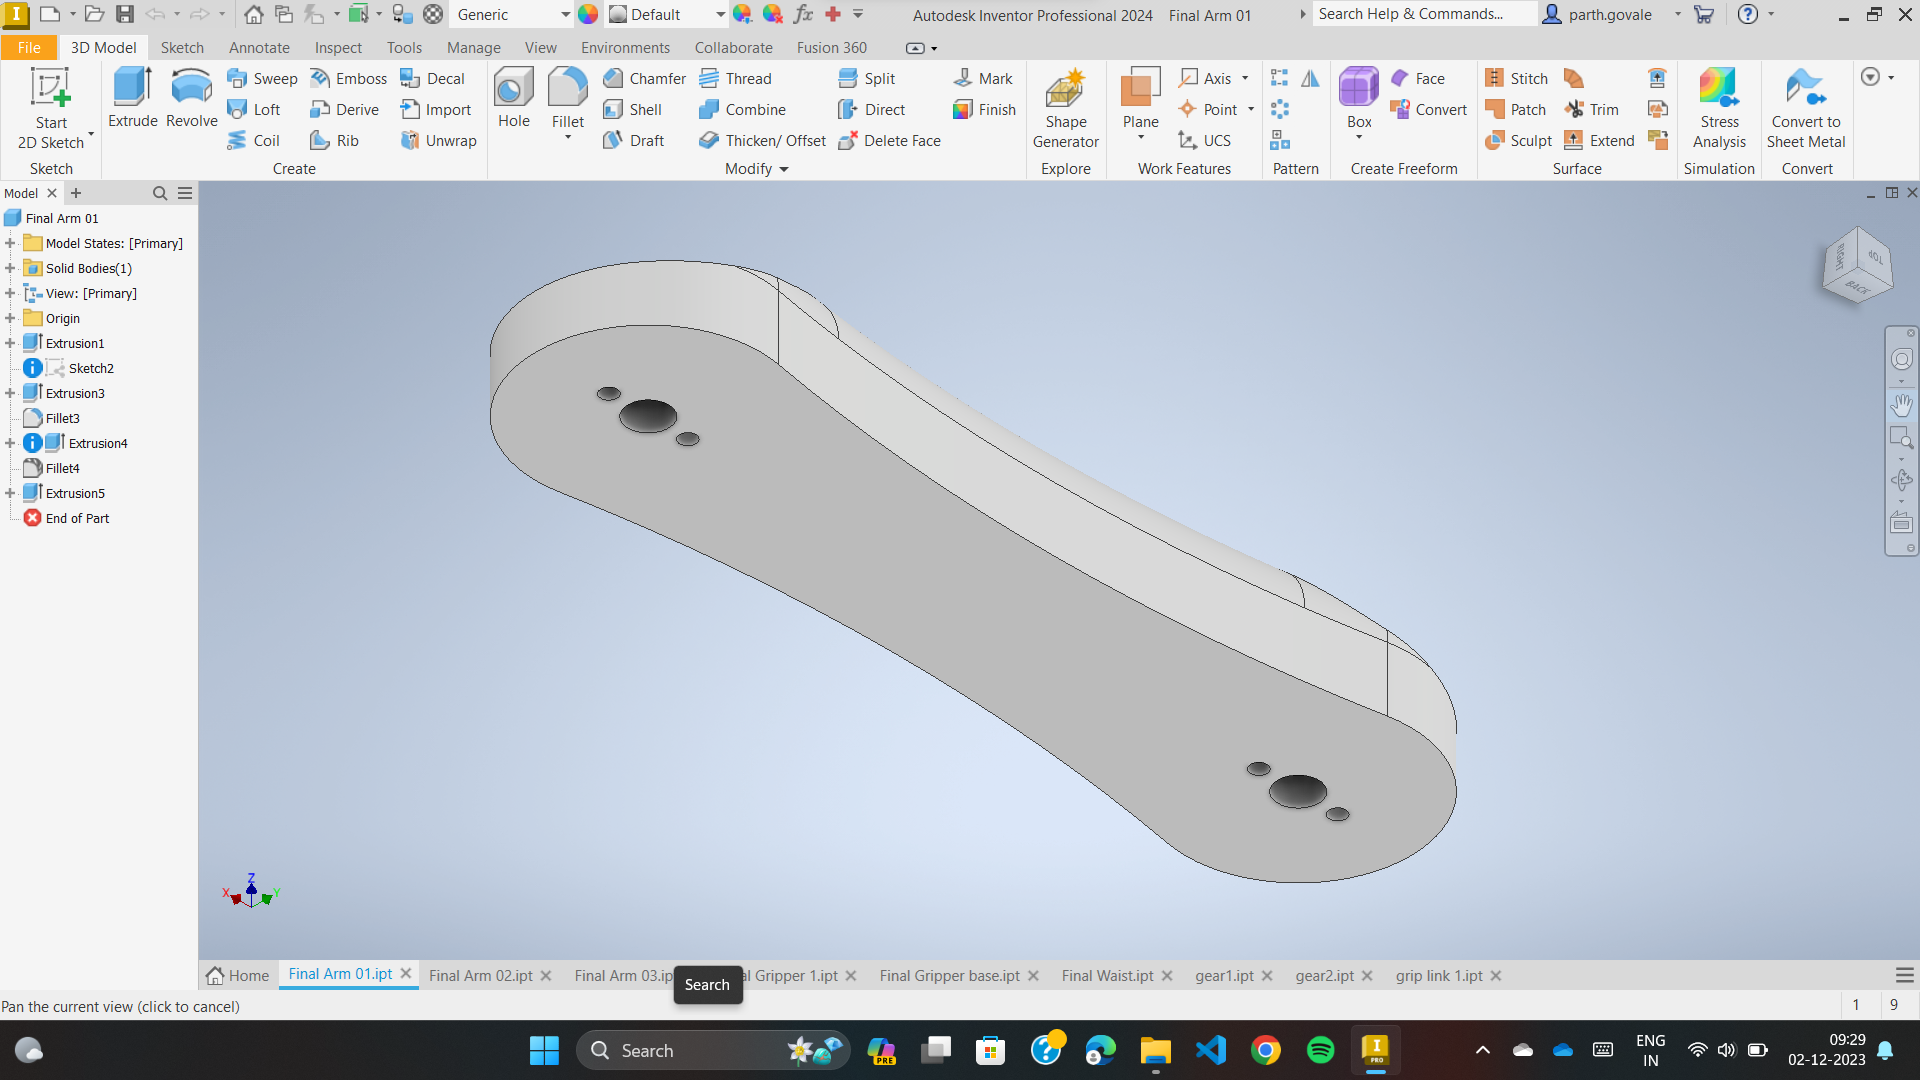 Generic
Default
Autodesk Inventor Professional 2024 Final Arm 01
Search Help & Commands...
parth.govale
File 3D Model Sketch Annotate Inspect Tools Manage View Environments Collaborate Fusion 360
Start
2D Sketch
Extrude
Revolve
Sweep
Loft
Coil
Emboss
Derive
Rib
Decal
Import
Unwrap
Hole
Fillet
Chamfer
Shell
Draft
Thread
Combine
Thicken/ Offset
Split
Direct
Delete Face
Mark
Finish
Shape
Generator
Plane
Axis
Point
UCS
Box
Face
Convert
Stitch
Patch
Sculpt
Trim
Extend
Stress
Analysis
Convert to
Sheet Metal
Sketch Create Modify Explore Work Features Pattern Create Freeform Surface Simulation Convert
Model
Final Arm 01
Model States: [Primary]
Solid Bodies(1)
View: [Primary]
Origin
Extrusion1
Sketch2
Extrusion3
Fillet3
Extrusion4
Fillet4
Extrusion5
End of Part
RIGHT
TOP
BACK
X Z Y
Home Final Arm 01.ipt Final Arm 02.ipt Final Arm 03.ip al Gripper 1.ipt Final Gripper base.ipt Final Waist.ipt gear1.ipt gear2.ipt grip link 1.ipt
Search
Pan the current view (click to cancel)
1 9
Search
PRE
PRO
ENG
IN
09:29
02-12-2023